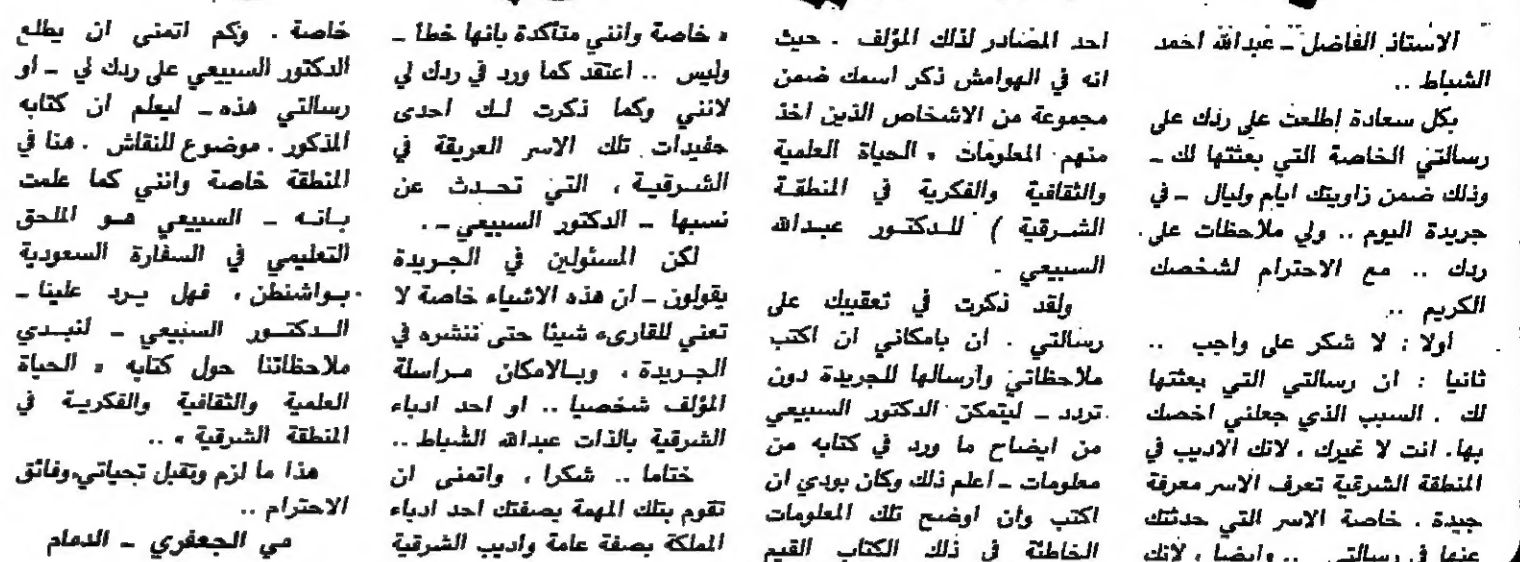 الاستاذ الفاضل ـ عبدالله احمد
الشباط ..
بكل سعادة إطلعت على ردك على
رسالتي الخاصة التي بعثتها لك ـ
وذلك ضمن زاويتك ايام وليال ـ في
جريدة اليوم .. ولي ملاحظات على
ردك .. مع الاحترام لشخصك
الكريم ..
اولا : لا شكر على واجب ..
ثانيا : ان رسالتي التي بعثتها
لك . السبب الذي جعلني اخصك
بها. انت لا غيرك ، لانك الاديب في
المنطقة الشرقية تعرف الاسر معرفة
جيدة . خاصة الاسر التي حدثتك
عنها في رسالتي .. وايضا ، لانك
احد المصادر لذلك المؤلف . حيث
انه في الهوامش ذكر اسمك ضمن
مجموعة من الاشخاص الذين اخذ
منهم المعلومات « الحياة العلمية
والثقافية والفكرية في المنطقة
الشرقية ) للدكتور عبدالله
السبيعي .
ولقد ذكرت في تعقيبك على
رسالتي . ان بامكاني ان اكتب
ملاحظاتي وارسالها للجريدة دون
تردد ـ ليتمكن الدكتور السبيعي
من ايضاح ما ورد في كتابه من
معلومات ـ اعلم ذلك وكان بودي ان
اكتب وان اوضح تلك المعلومات
الخاطئة في ذلك الكتاب القيم
« خاصة وانني متأكدة بانها خطأ ـ
وليس .. اعتقد كما ورد في ردك لي
لانني وكما ذكرت لك احدى
حفيدات تلك الاسر العريقة في
الشرقية ، التي تحدث عن
نسبها ـ الدكتور السبيعي ـ .
لكن المسئولين في الجريدة
يقولون ـ ان هذه الاشياء خاصة لا
تعني للقارىء شيئا حتى ننشره في
الجريدة ، وبالامكان مراسلة
المؤلف شخصيا .. او احد ادباء
الشرقية بالذات عبدالله الشباط ..
ختاما .. شكرا ، واتمنى ان
تقوم بتلك المهمة بصفتك احد ادباء
المملكة بصفة عامة واديب الشرقية
خاصة . وكم اتمنى ان يطلع
الدكتور السبيعي على ردك لي ـ او
رسالتي هذه ـ ليعلم ان كتابه
المذكور . موضوع للنقاش . هنا في
المنطقة خاصة وانني كما علمت
بانه ـ السبيعي هو الملحق
التعليمي في السفارة السعودية
بواشنطن ، فهل يرد علينا ـ
الدكتور السبيعي ـ لنبدي
ملاحظاتنا حول كتابه « الحياة
العلمية والثقافية والفكرية في
المنطقة الشرقية » ..
هذا ما لزم وتقبل تحياتي وفائق
الاحترام ..
مي الجعفري ـ الدمام